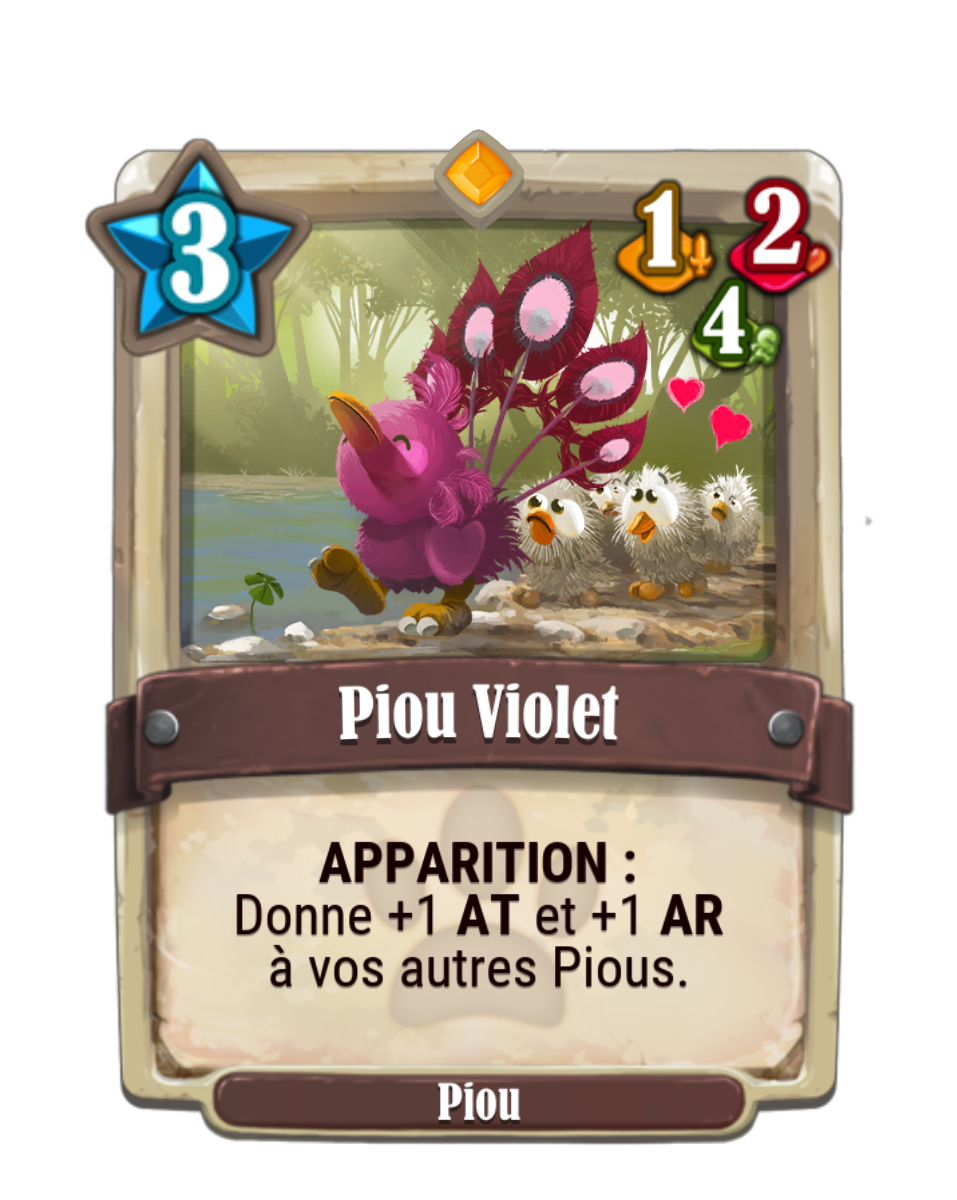 3
1
2
4
Piou Violet
APPARITION :
Donne +1 AT et +1 AR
à vos autres Pious.
Piou